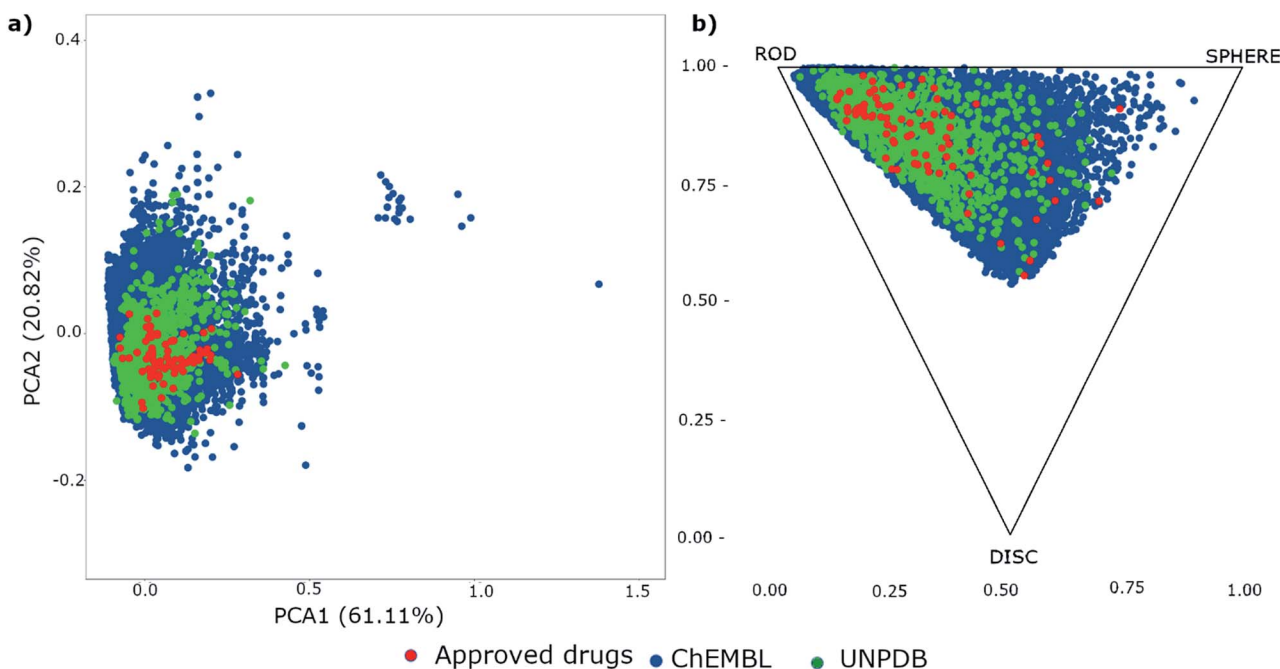 a)
0.4
0.2
0.0
-0.2
PCA2 (20.82%)
0.0 0.5 1.0 1.5
PCA1 (61.11%)
b)
ROD SPHERE
1.00 -
0.75 -
0.50 -
0.25 -
0.00 -
DISC
0.00 0.25 0.50 0.75 1.00
Approved drugs ChEMBL UNPDB